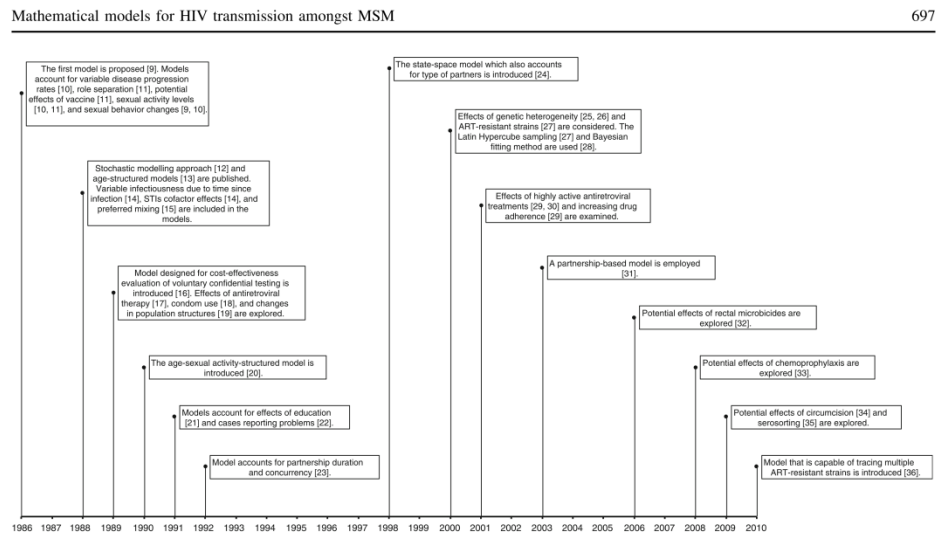 Mathematical models for HIV transmission amongst MSM 697
The first model is proposed [9]. Models
account for variable disease progression
rates [10], role separation [11], potential
effects of vaccine [11], sexual activity levels
[10, 11], and sexual behavior changes [9, 10].
Stochastic modelling approach [12] and
age-structured models [13] are published.
Variable infectiousness due to time since
infection [14], STIs cofactor effects [14], and
preferred mixing [15] are included in the
models.
Model designed for cost-effectiveness
evaluation of voluntary confidential testing is
introduced [16]. Effects of antiretroviral
therapy [17], condom use [18], and changes
in population structures [19] are explored.
The age-sexual activity-structured model is
introduced [20].
Models account for effects of education
[21] and cases reporting problems [22].
Model accounts for partnership duration
and concurrency [23].
The state-space model which also accounts
for type of partners is introduced [24].
Effects of genetic heterogeneity [25, 26] and
ART-resistant strains [27] are considered. The
Latin Hypercube sampling [27] and Bayesian
fitting method are used [28].
Effects of highly active antiretroviral
treatments [29, 30] and increasing drug
adherence [29] are examined.
A partnership-based model is employed
[31].
Potential effects of rectal microbicides are
explored [32].
Potential effects of chemoprophylaxis are
explored [33].
Potential effects of circumcision [34] and
serosorting [35] are explored.
Model that is capable of tracing multiple
ART-resistant strains is introduced [36].
1986 1987 1988 1989 1990 1991 1992 1993 1994 1995 1996 1997 1998 1999 2000 2001 2002 2003 2004 2005 2006 2007 2008 2009 2010